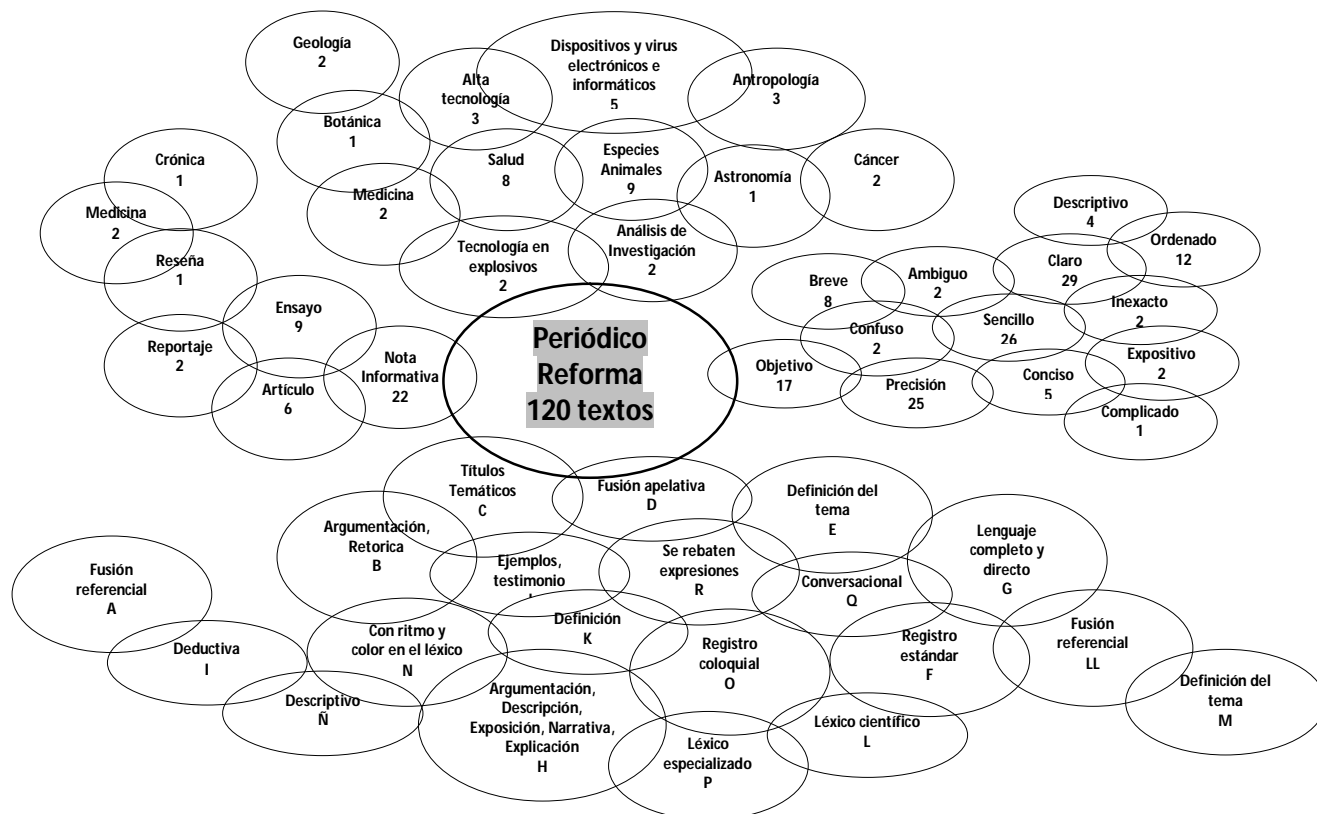 Geología
2
Dispositivos y virus
electrónicos e
informáticos
5
Alta
tecnología
3
Antropología
3
Botánica
1
Crónica
1
Salud
8
Especies
Animales
9
Astronomía
1
Cáncer
2
Medicina
2
Medicina
2
Descriptivo
4
Ordenado
12
Reseña
1
Tecnología en
explosivos
2
Análisis de
Investigación
2
Breve
8
Ambiguo
2
Claro
29
Inexacto
2
Ensayo
9
Confuso
2
Sencillo
26
Reportaje
2
Artículo
6
Nota
Informativa
22
Periódico
Reforma
120 textos
Objetivo
17
Precisión
25
Conciso
5
Expositivo
2
Complicado
1
Títulos
Temáticos
C
Fusión apelativa
D
Definición del
tema
E
Argumentación,
Retorica
B
Lenguaje
completo y
directo
G
Fusión
referencial
A
Ejemplos,
testimonio
Se rebaten
expresiones
R
Conversacional
Q
Definición
K
Deductiva
I
Con ritmo y
color en el léxico
N
Registro
coloquial
O
Registro
estándar
F
Fusión
referencial
LL
Descriptivo
Ñ
Argumentación,
Descripción,
Exposición, Narrativa,
Explicación
H
Léxico
especializado
P
Léxico científico
L
Definición del
tema
M